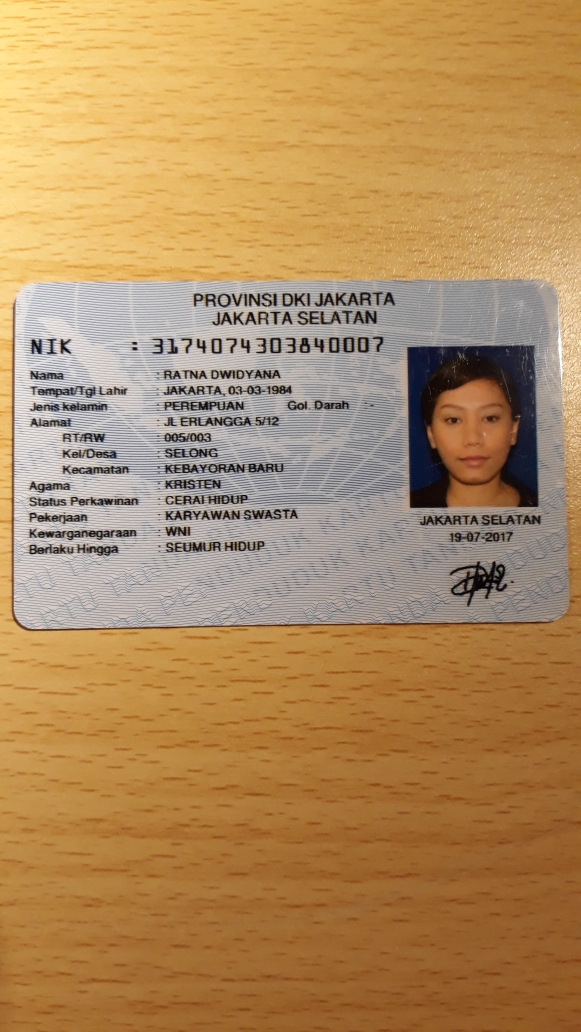 PROVINSI DKI JAKARTA
JAKARTA SELATAN
NIK : 3174074303840007
Nama : RATNA DWIDYANA
Tempat/Tgl Lahir : JAKARTA, 03-03-1984
Jenis kelamin : PEREMPUAN Gol. Darah : -
Alamat : JL ERLANGGA 5/12
RT/RW : 005/003
Kel/Desa : SELONG
Kecamatan : KEBAYORAN BARU
Agama : KRISTEN
Status Perkawinan : CERAI HIDUP
Pekerjaan : KARYAWAN SWASTA
Kewarganegaraan : WNI
Berlaku Hingga : SEUMUR HIDUP
JAKARTA SELATAN
19-07-2017